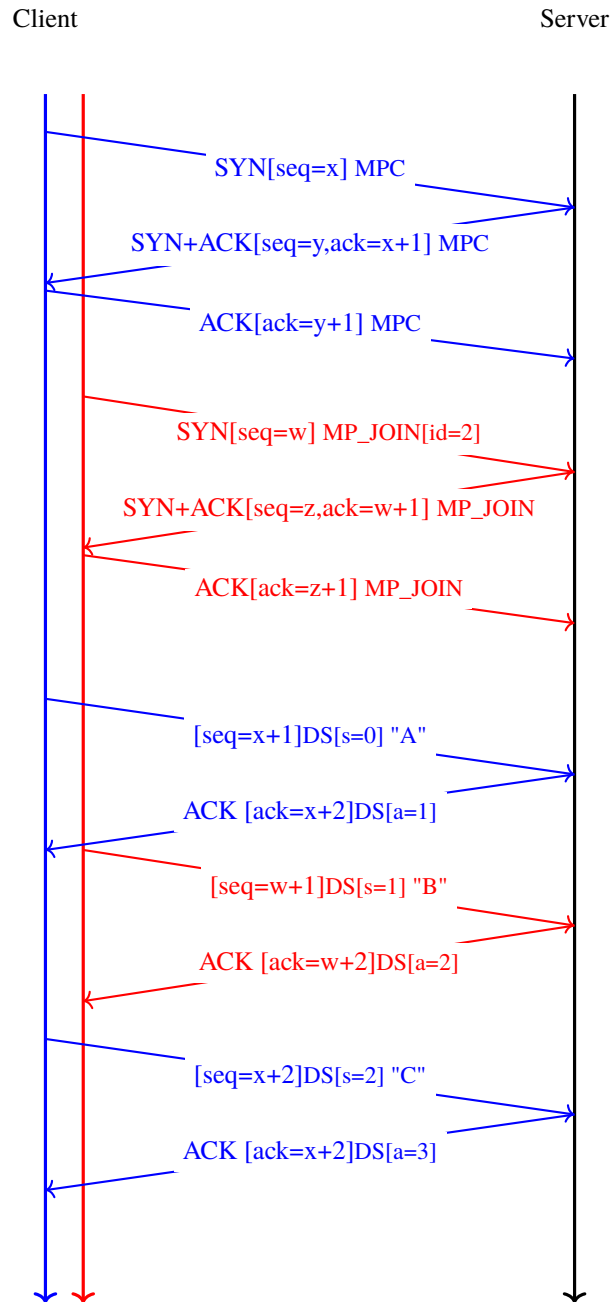 Client Server
SYN[seq=x] MPC
SYN+ACK[seq=y,ack=x+1] MPC
ACK[ack=y+1] MPC
SYN[seq=w] MP_JOIN[id=2]
SYN+ACK[seq=z,ack=w+1] MP_JOIN
ACK[ack=z+1] MP_JOIN
[seq=x+1]DS[s=0] "A"
ACK [ack=x+2]DS[a=1]
[seq=w+1]DS[s=1] "B"
ACK [ack=w+2]DS[a=2]
[seq=x+2]DS[s=2] "C"
ACK [ack=x+2]DS[a=3]